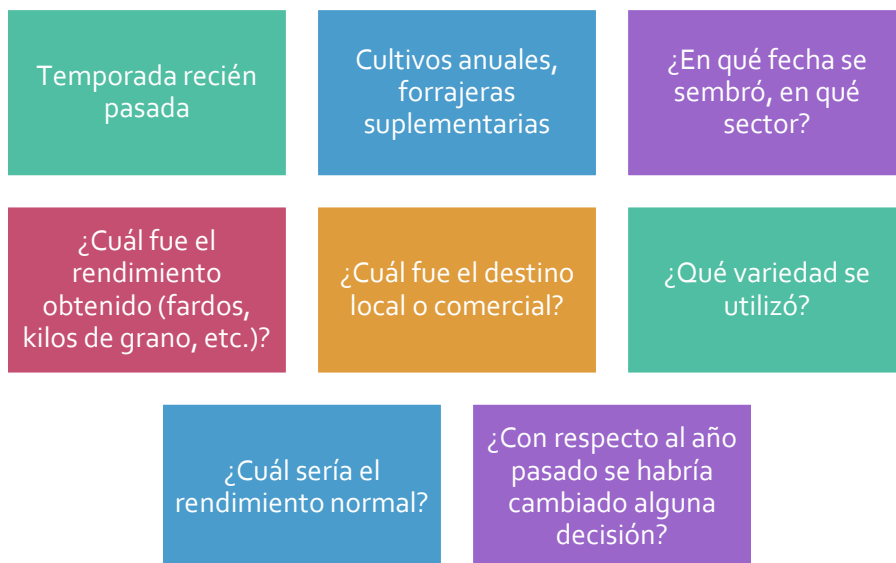 Temporada recién
pasada
Cultivos anuales,
forrajeras
suplementarias
¿En qué fecha se
sembró, en qué
sector?
¿Cuál fue el
rendimiento
obtenido (fardos,
kilos de grano, etc.)?
¿Cuál fue el destino
local o comercial?
¿Qué variedad se
utilizó?
¿Cuál sería el
rendimiento normal?
¿Con respecto al año
pasado se habría
cambiado alguna
decisión?